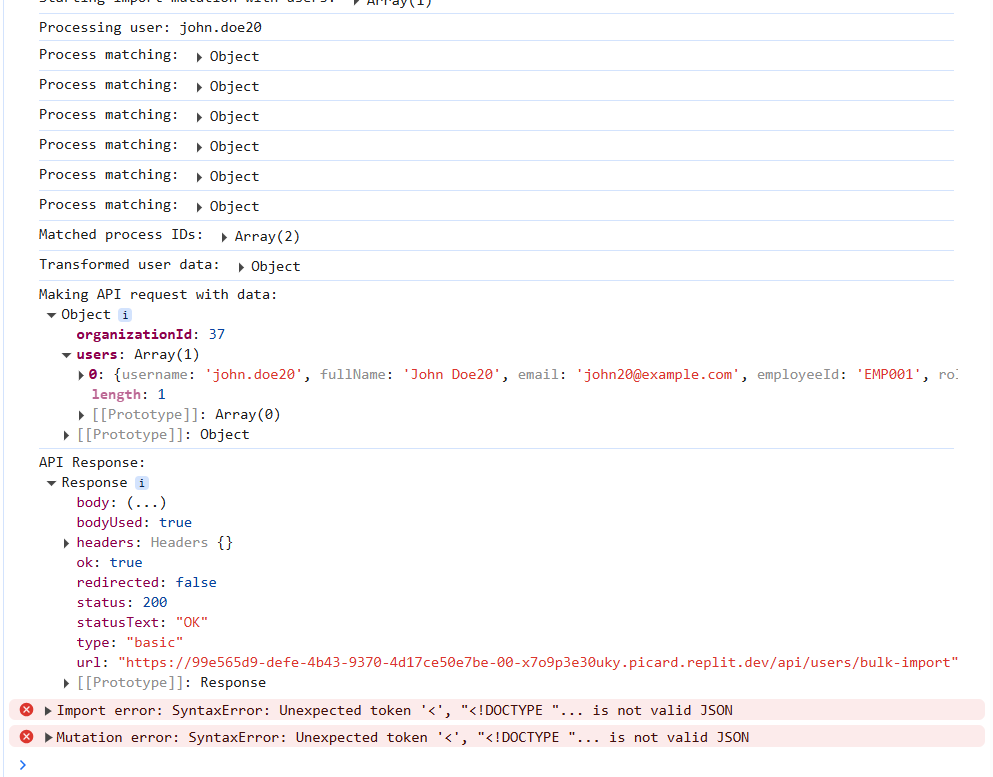 Starting import mutation with users: ▶ Array(1)
Processing user: john.doe20
Process matching: ▶ Object
Process matching: ▶ Object
Process matching: ▶ Object
Process matching: ▶ Object
Process matching: ▶ Object
Process matching: ▶ Object
Matched process IDs: ▶ Array(2)
Transformed user data: ▶ Object
Making API request with data:
▼ Object i
organizationId: 37
▼ users: Array(1)
▶ 0: {username: 'john.doe20', fullName: 'John Doe20', email: 'john20@example.com', employeeId: 'EMP001', rol
length: 1
▶ [[Prototype]]: Array(0)
▶ [[Prototype]]: Object
API Response:
▼ Response i
body: (...)
bodyUsed: true
▶ headers: Headers {}
ok: true
redirected: false
status: 200
statusText: "OK"
type: "basic"
url: "https://99e565d9-defe-4b43-9370-4d17ce50e7be-00-x7o9p3e30uky.picard.replit.dev/api/users/bulk-import"
▶ [[Prototype]]: Response
▶ Import error: SyntaxError: Unexpected token '<', "<!DOCTYPE "... is not valid JSON
▶ Mutation error: SyntaxError: Unexpected token '<', "<!DOCTYPE "... is not valid JSON
>